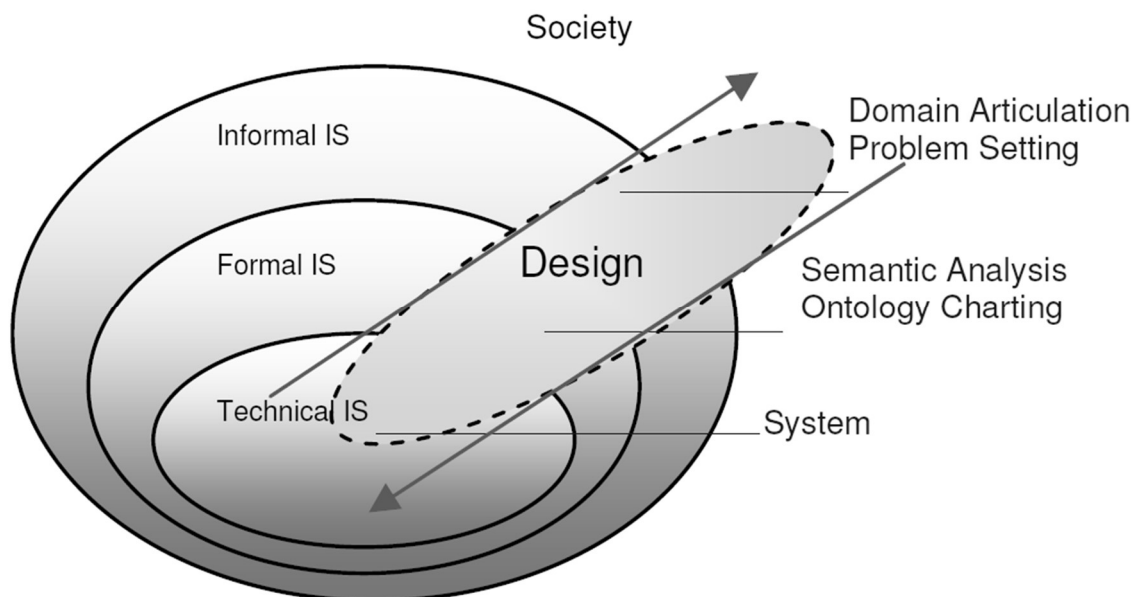 Society
Informal IS
Domain Articulation
Problem Setting
Formal IS
Design
Semantic Analysis
Ontology Charting
Technical IS
System